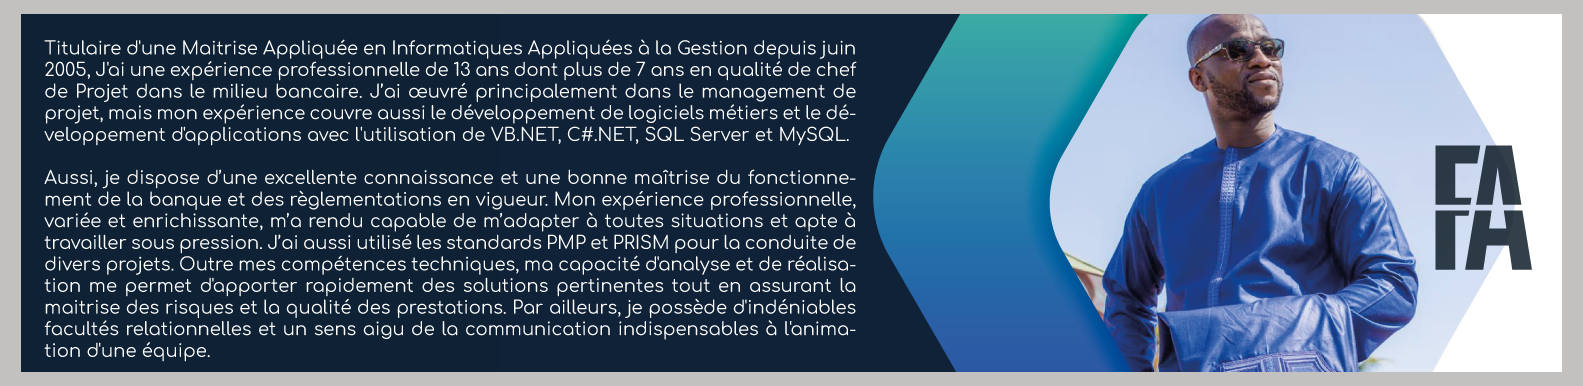 Titulaire d'une Maitrise Appliquée en Informatiques Appliquées à la Gestion depuis juin
2005, J'ai une expérience professionnelle de 13 ans dont plus de 7 ans en qualité de chef
de Projet dans le milieu bancaire. J'ai œuvré principalement dans le management de
projet, mais mon expérience couvre aussi le développement de logiciels métiers et le dé-
veloppement d'applications avec l'utilisation de VB.NET, C#.NET, SQL Server et MySQL.
Aussi, je dispose d'une excellente connaissance et une bonne maîtrise du fonctionne-
ment de la banque et des règlementations en vigueur. Mon expérience professionnelle,
variée et enrichissante, m'a rendu capable de m'adapter à toutes situations et apte à
travailler sous pression. J'ai aussi utilisé les standards PMP et PRISM pour la conduite de
divers projets. Outre mes compétences techniques, ma capacité d'analyse et de réalisa-
tion me permet d'apporter rapidement des solutions pertinentes tout en assurant la
maitrise des risques et la qualité des prestations. Par ailleurs, je possède d'indéniables
facultés relationnelles et un sens aigu de la communication indispensables à l'anima-
tion d'une équipe.